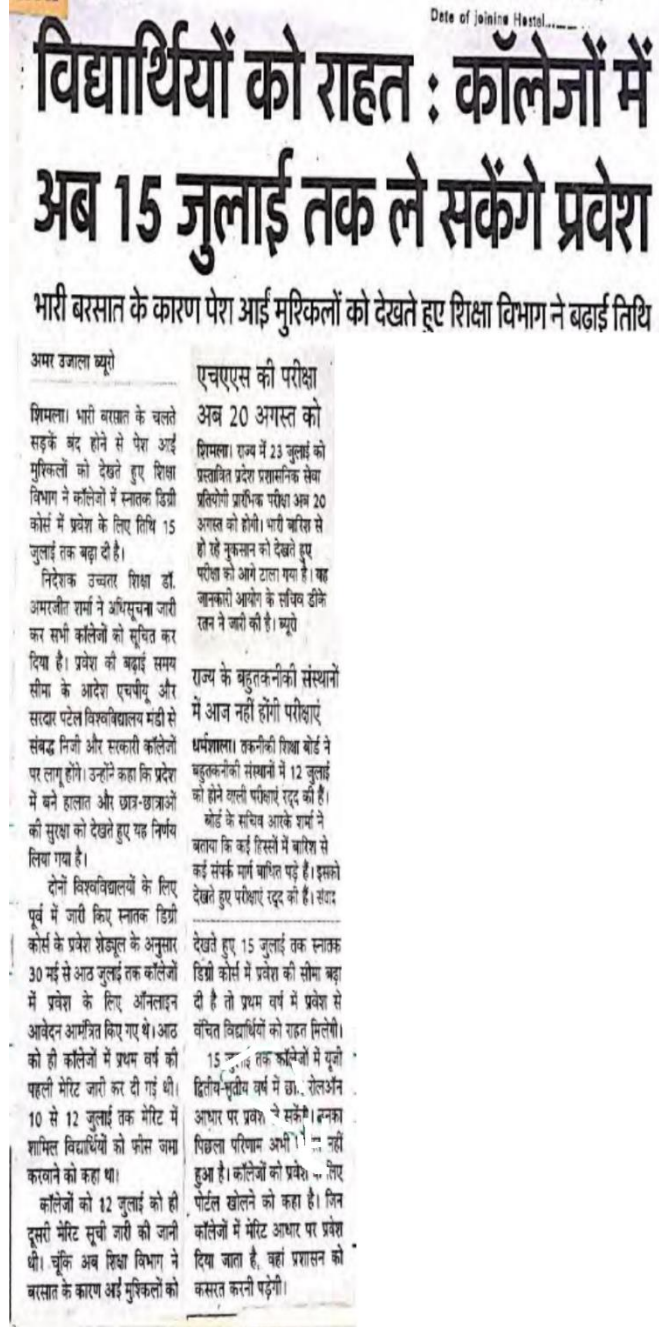 Date of joining Hostel........
विद्यार्थियों को राहत : कॉलेजों में
अब 15 जुलाई तक ले सकेंगे प्रवेश
भारी बरसात के कारण पेश आईं मुश्किलों को देखते हुए शिक्षा विभाग ने बढ़ाई तिथि
अमर उजाला ब्यूरो
शिमला। भारी बरसात के चलते
सड़कें बंद होने से पेश आई
मुश्किलों को देखते हुए शिक्षा
विभाग ने कॉलेजों में स्नातक डिग्री
कोर्स में प्रवेश के लिए तिथि 15
जुलाई तक बढ़ा दी है।
निदेशक उच्चतर शिक्षा डॉ.
अमरजीत शर्मा ने अधिसूचना जारी
कर सभी कॉलेजों को सूचित कर
दिया है। प्रवेश की बढ़ाई समय
सीमा के आदेश एचपीयू और
सरदार पटेल विश्वविद्यालय मंडी से
संबद्ध निजी और सरकारी कॉलेजों
पर लागू होंगे। उन्होंने कहा कि प्रदेश
में बने हालात और छात्र-छात्राओं
की सुरक्षा को देखते हुए यह निर्णय
लिया गया है।
दोनों विश्वविद्यालयों के लिए
पूर्व में जारी किए स्नातक डिग्री
कोर्स के प्रवेश शेड्यूल के अनुसार
30 मई से आठ जुलाई तक कॉलेजों
में प्रवेश के लिए ऑनलाइन
आवेदन आमंत्रित किए गए थे। आठ
को ही कॉलेजों में प्रथम वर्ष की
पहली मेरिट जारी कर दी गई थी।
10 से 12 जुलाई तक मेरिट में
शामिल विद्यार्थियों को फीस जमा
करवाने को कहा था।
कॉलेजों को 12 जुलाई को ही
दूसरी मेरिट सूची जारी की जानी
थी। चूंकि अब शिक्षा विभाग ने
बरसात के कारण आई मुश्किलों को
देखते हुए 15 जुलाई तक स्नातक
डिग्री कोर्स में प्रवेश की सीमा बढ़ा
दी है तो प्रथम वर्ष में प्रवेश से
वंचित विद्यार्थियों को राहत मिलेगी।
15 जुलाई तक कॉलेजों में यूजी
द्वितीय-तृतीय वर्ष में रोलऑन
आधार पर सकेंगे।
पिछला परिणाम अभी नहीं
हुआ है। कॉलेजों को प्रवेश लिए
पोर्टल खोलने को कहा है। जिन
कॉलेजों में मेरिट आधार पर प्रवेश
दिया जाता है, वहां प्रशासन को
कसरत करनी पड़ेगी।
एचएएस की परीक्षा
अब 20 अगस्त को
शिमला। राज्य में 23 जुलाई को
प्रस्तावित प्रदेश प्रशासनिक सेवा
प्रतियोगी प्रारंभिक परीक्षा अब 20
अगस्त को होगी। भारी बारिश से
हो रहे नुकसान को देखते हुए
परीक्षा को आगे टाला गया है। यह
जानकारी आयोग के सचिव डीके
रतन ने जारी की है। ब्यूरो
राज्य के बहुतकनीकी संस्थानों
में आज नहीं होंगी परीक्षाएं
धर्मशाला। तकनीकी शिक्षा बोर्ड ने
बहुतकनीकी संस्थानों में 12 जुलाई
को होने वाली परीक्षाएं रद्द की हैं।
बोर्ड के सचिव आरके शर्मा ने
बताया कि कई हिस्सों में बारिश से
कई संपर्क मार्ग बाधित पड़े हैं। इसको
देखते हुए परीक्षाएं रद्द की हैं। संवाद